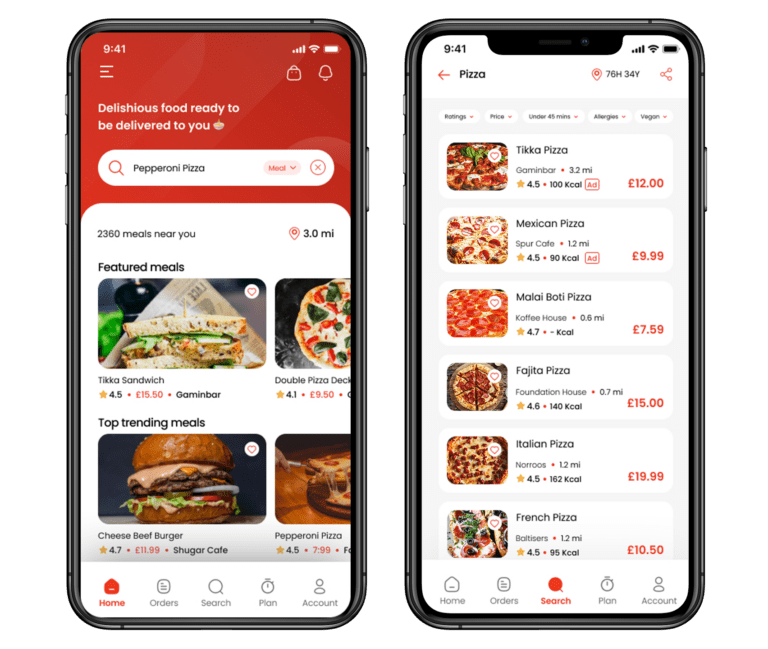 9:41
Delishious food ready to
be delivered to you
Pepperoni Pizza
Meal
2360 meals near you
3.0 mi
Featured meals
Tikka Sandwich
4.5 • £15.50 • Gaminbar
Double Pizza Deck
4.1 • £9.50 •
Top trending meals
Cheese Beef Burger
4.7 • £11.99 • Shugar Cafe
Pepperoni Pizza
4.5 • 7:99 •
Home
Orders
Search
Plan
Account
9:41
Pizza
76H 34Y
Ratings
Price
Under 45 mins
Allergies
Vegan
Tikka Pizza
Gaminbar • 3.2 mi
4.5 • 100 Kcal Ad
£12.00
Mexican Pizza
Spur Cafe • 1.2 mi
4.5 • 90 Kcal Ad
£9.99
Malai Boti Pizza
Koffee House • 0.6 mi
4.7 • - Kcal
£7.59
Fajita Pizza
Foundation House • 0.7 mi
4.6 • 140 Kcal
£15.00
Italian Pizza
Norroos • 1.2 mi
4.5 • 162 Kcal
£19.99
French Pizza
Baltisers • 1.2 mi
4.5 • 95 Kcal
£10.50
Home
Orders
Search
Plan
Account